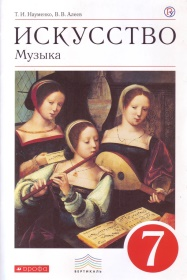 Т. И. Науменко, В. В. Алеев
ИСКУССТВО
Музыка
дрофа
ВЕРТИКАЛЬ
7